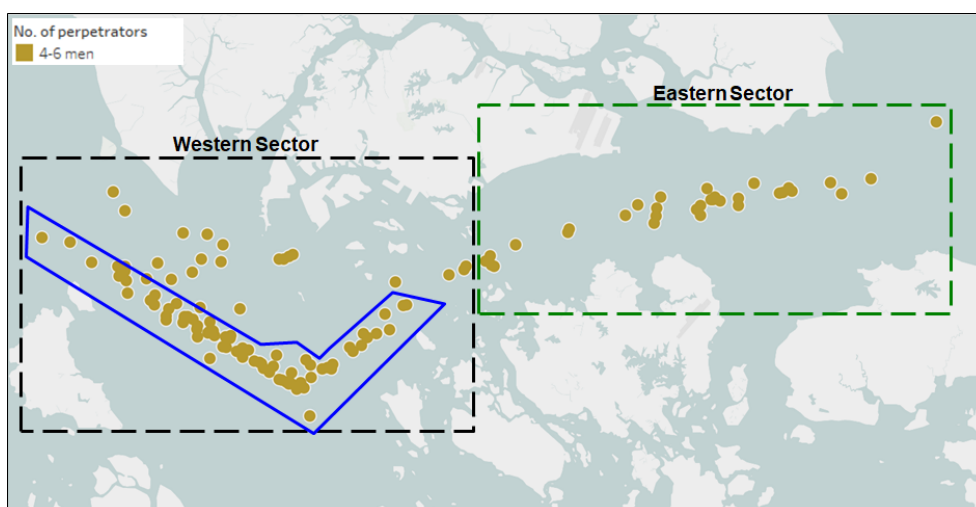 No. of perpetrators
4-6 men
Eastern Sector
Western Sector